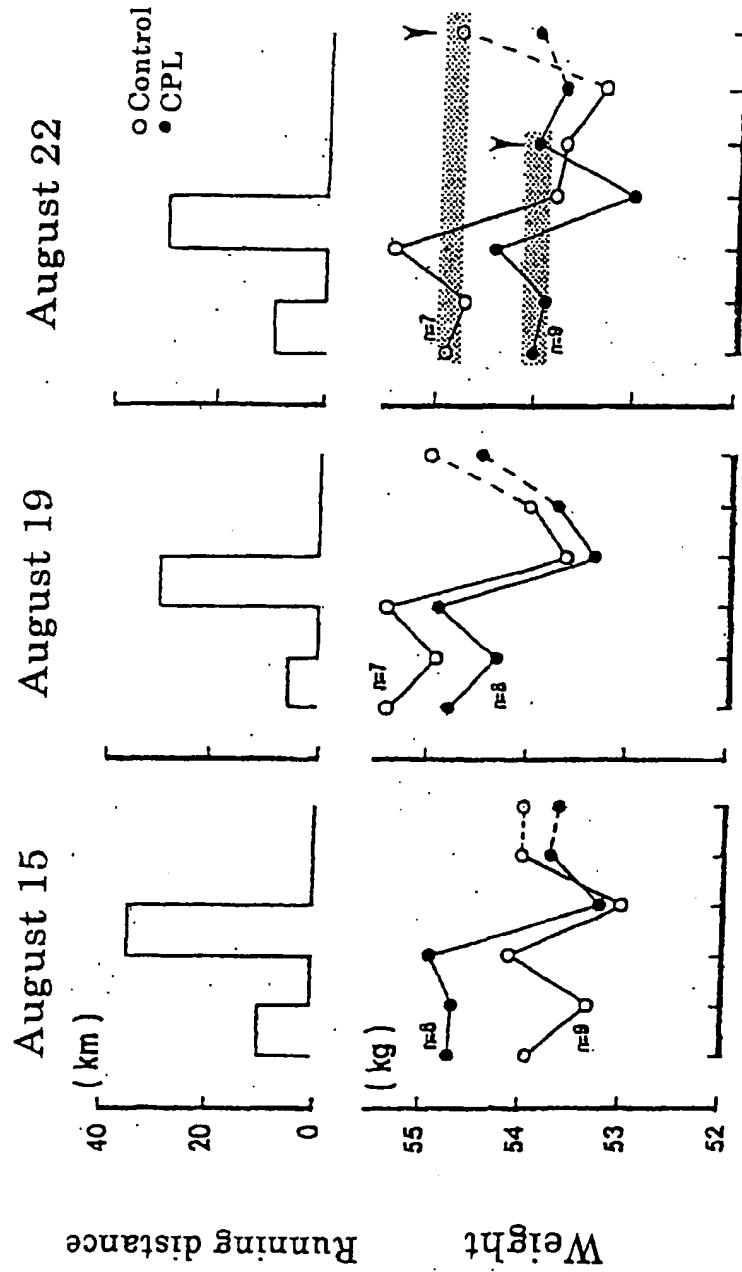 August 15
August 19
August 22
(km)
40
20
0
Running distance
○ Control
● CPL
(kg)
55
54
53
52
Weight
n=8
n=9
n=7
n=8
n=7
n=9